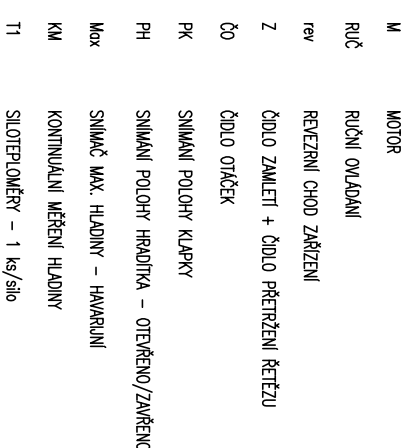 M MOTOR
RUČ RUČNÍ OVLÁDÁNÍ
rev REVEZRNÍ CHOD ZAŘÍZENÍ
Z ČIDLO ZAMLETÍ + ČIDLO PŘETRŽENÍ ŘETĚZU
ČO ČIDLO OTÁČEK
PK SNÍMÁNÍ POLOHY KLAPKY
PH SNÍMÁNÍ POLOHY HRADÍTKA - OTEVŘENO/ZAVŘENO
Max SNÍMAČ MAX. HLADINY - HAVARIJNÍ
KM KONTINUÁLNÍ MĚŘENÍ HLADINY
T1 SILOTEPLOMĚRY - 1 ks/silo